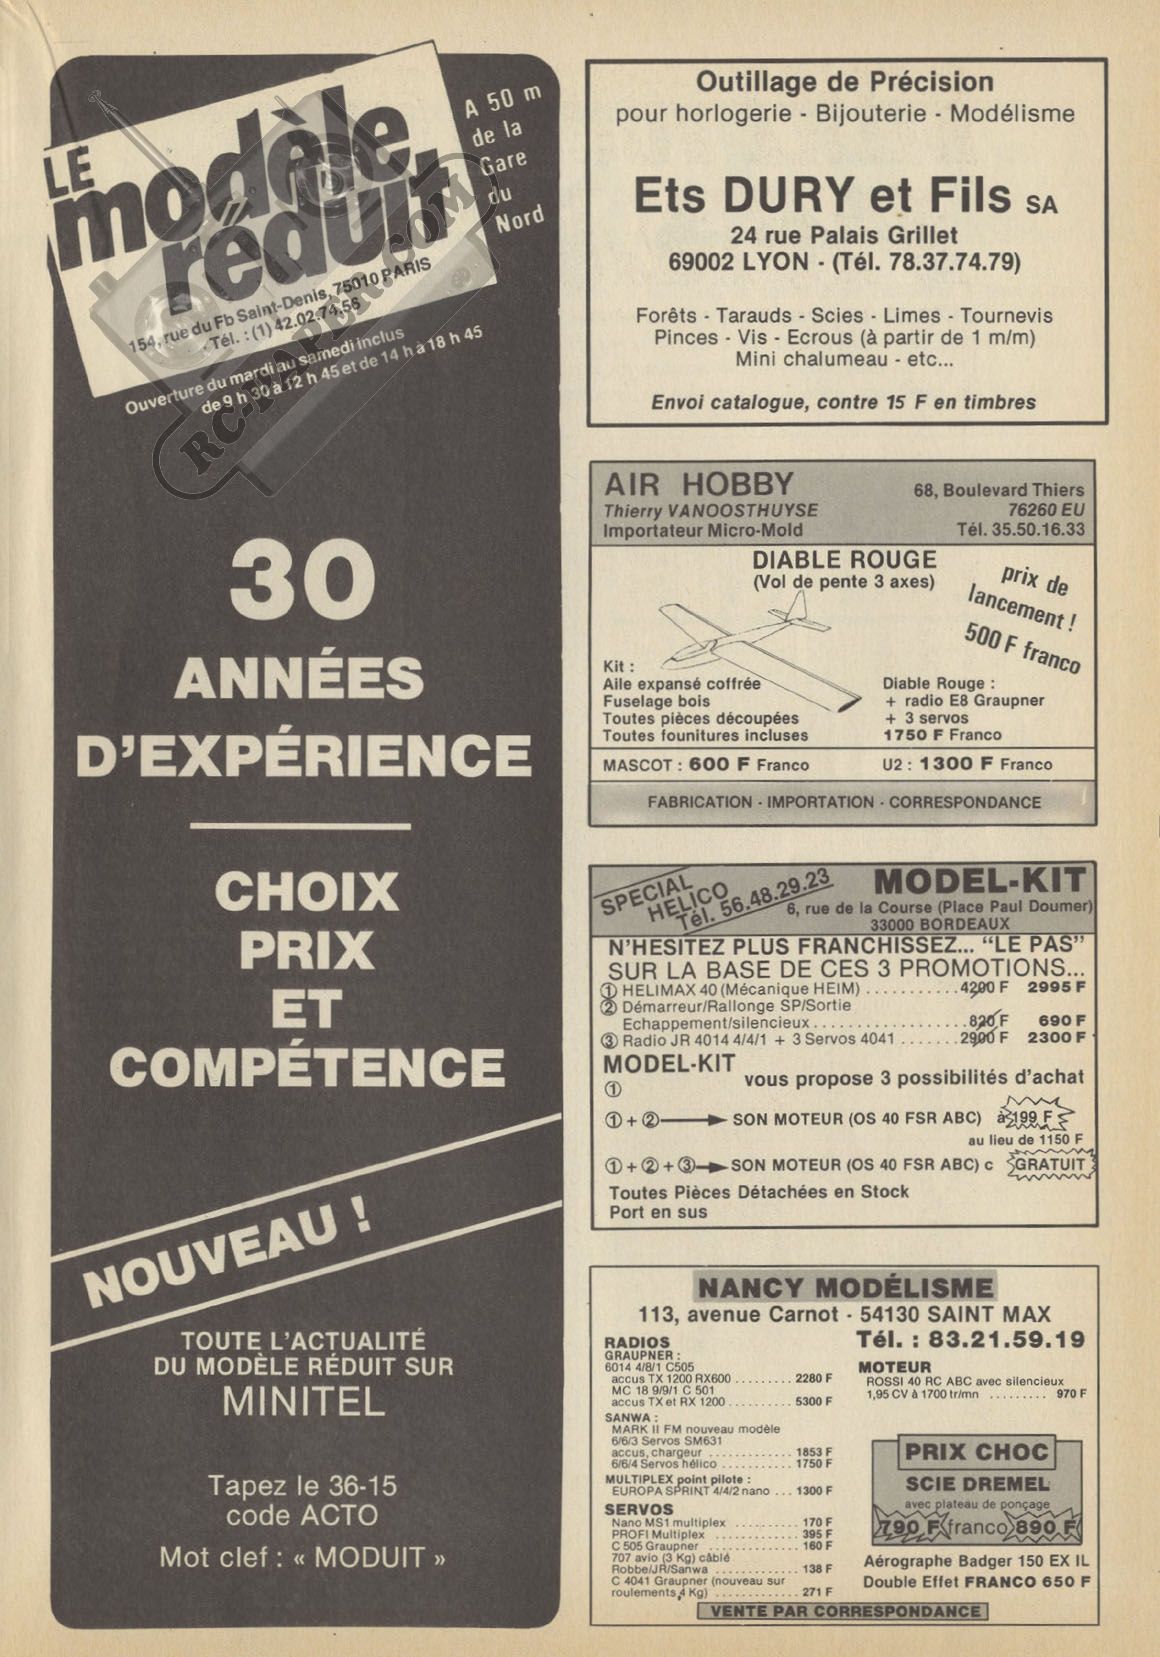 LE
modèle
réduit
A 50 m
de la
Gare
du
Nord
154, rue du Fb Saint-Denis, 75010 PARIS
Tél. : (1) 42.02.74.56
Ouverture du mardi au samedi inclus
de 9 h 30 à 12 h 45 et de 14 h à 18 h 45
RC-PAPER.COM
30
ANNÉES
D'EXPÉRIENCE
CHOIX
PRIX
ET
COMPÉTENCE
NOUVEAU !
TOUTE L'ACTUALITÉ
DU MODÈLE RÉDUIT SUR
MINITEL
Tapez le 36-15
code ACTO
Mot clef : « MODUIT »
Outillage de Précision
pour horlogerie - Bijouterie - Modélisme
Ets DURY et Fils SA
24 rue Palais Grillet
69002 LYON - (Tél. 78.37.74.79)
Forêts - Tarauds - Scies - Limes - Tournevis
Pinces - Vis - Ecrous (à partir de 1 m/m)
Mini chalumeau - etc...
Envoi catalogue, contre 15 F en timbres
AIR HOBBY
Thierry VANOOSTHUYSE
Importateur Micro-Mold
68, Boulevard Thiers
76260 EU
Tél. 35.50.16.33
DIABLE ROUGE
(Vol de pente 3 axes)
prix de
lancement !
500 F franco
Kit :
Aile expansé coffrée
Fuselage bois
Toutes pièces découpées
Toutes founitures incluses
Diable Rouge :
+ radio E8 Graupner
+ 3 servos
1750 F Franco
MASCOT : 600 F Franco
U2 : 1300 F Franco
FABRICATION - IMPORTATION - CORRESPONDANCE
SPECIAL
HELICO
Tél. 56.48.29.23
MODEL-KIT
6, rue de la Course (Place Paul Doumer)
33000 BORDEAUX
N'HESITEZ PLUS FRANCHISSEZ... "LE PAS"
SUR LA BASE DE CES 3 PROMOTIONS...
① HELIMAX 40 (Mécanique HEIM) ........... 4200 F 2995 F
② Démarreur/Rallonge SP/Sortie
Echappement/silencieux .................. 820 F 690 F
③ Radio JR 4014 4/4/1 + 3 Servos 4041 ....... 2900 F 2300 F
MODEL-KIT
vous propose 3 possibilités d'achat
①
① + ② SON MOTEUR (OS 40 FSR ABC) à 199 F
au lieu de 1150 F
① + ② + ③ SON MOTEUR (OS 40 FSR ABC) c GRATUIT
Toutes Pièces Détachées en Stock
Port en sus
NANCY MODÉLISME
113, avenue Carnot - 54130 SAINT MAX
Tél. : 83.21.59.19
RADIOS
GRAUPNER :
6014 4/8/1 C505
accus TX 1200 RX600 ......... 2280 F
MC 18 9/9/1 C 501
accus TX et RX 1200 .......... 5300 F
SANWA :
MARK II FM nouveau modèle
6/6/3 Servos SM631
accus, chargeur ............. 1853 F
6/6/4 Servos hélico ........... 1750 F
MULTIPLEX point pilote :
EUROPA SPRINT 4/4/2 nano ... 1300 F
SERVOS
Nano MS1 multiplex ........... 170 F
PROFI Multiplex .............. 395 F
C 505 Graupner ............... 160 F
707 avio (3 Kg) câblé
Robbe/JR/Sanwa ............. 138 F
C 4041 Graupner (nouveau sur
roulements, 4 Kg) ............. 271 F
MOTEUR
ROSSI 40 RC ABC avec silencieux
1,95 CV à 1700 tr/mn ......... 970 F
PRIX CHOC
SCIE DREMEL
avec plateau de ponçage
790 F franco 890 F
Aérographe Badger 150 EX IL
Double Effet FRANCO 650 F
VENTE PAR CORRESPONDANCE